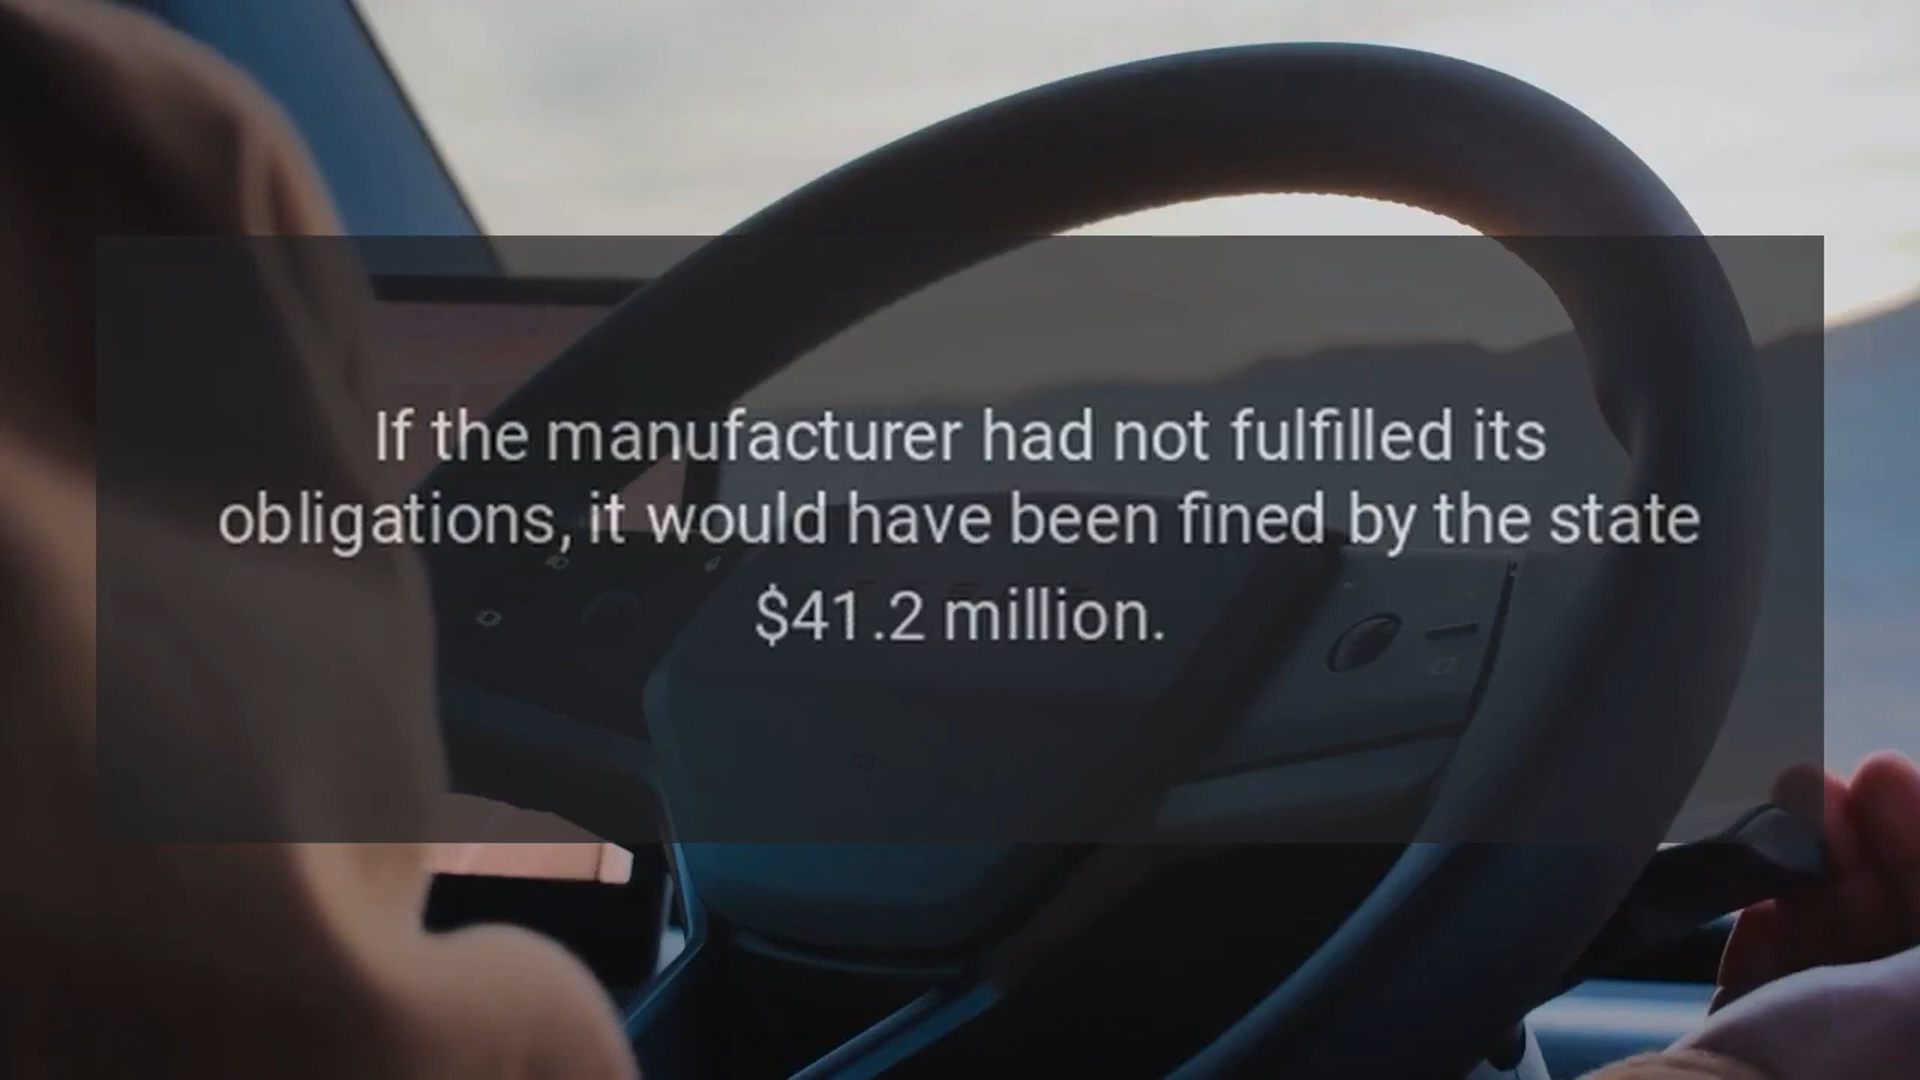 If the manufacturer had not fulfilled its
obligations, it would have been fined by the state
$41.2 million.